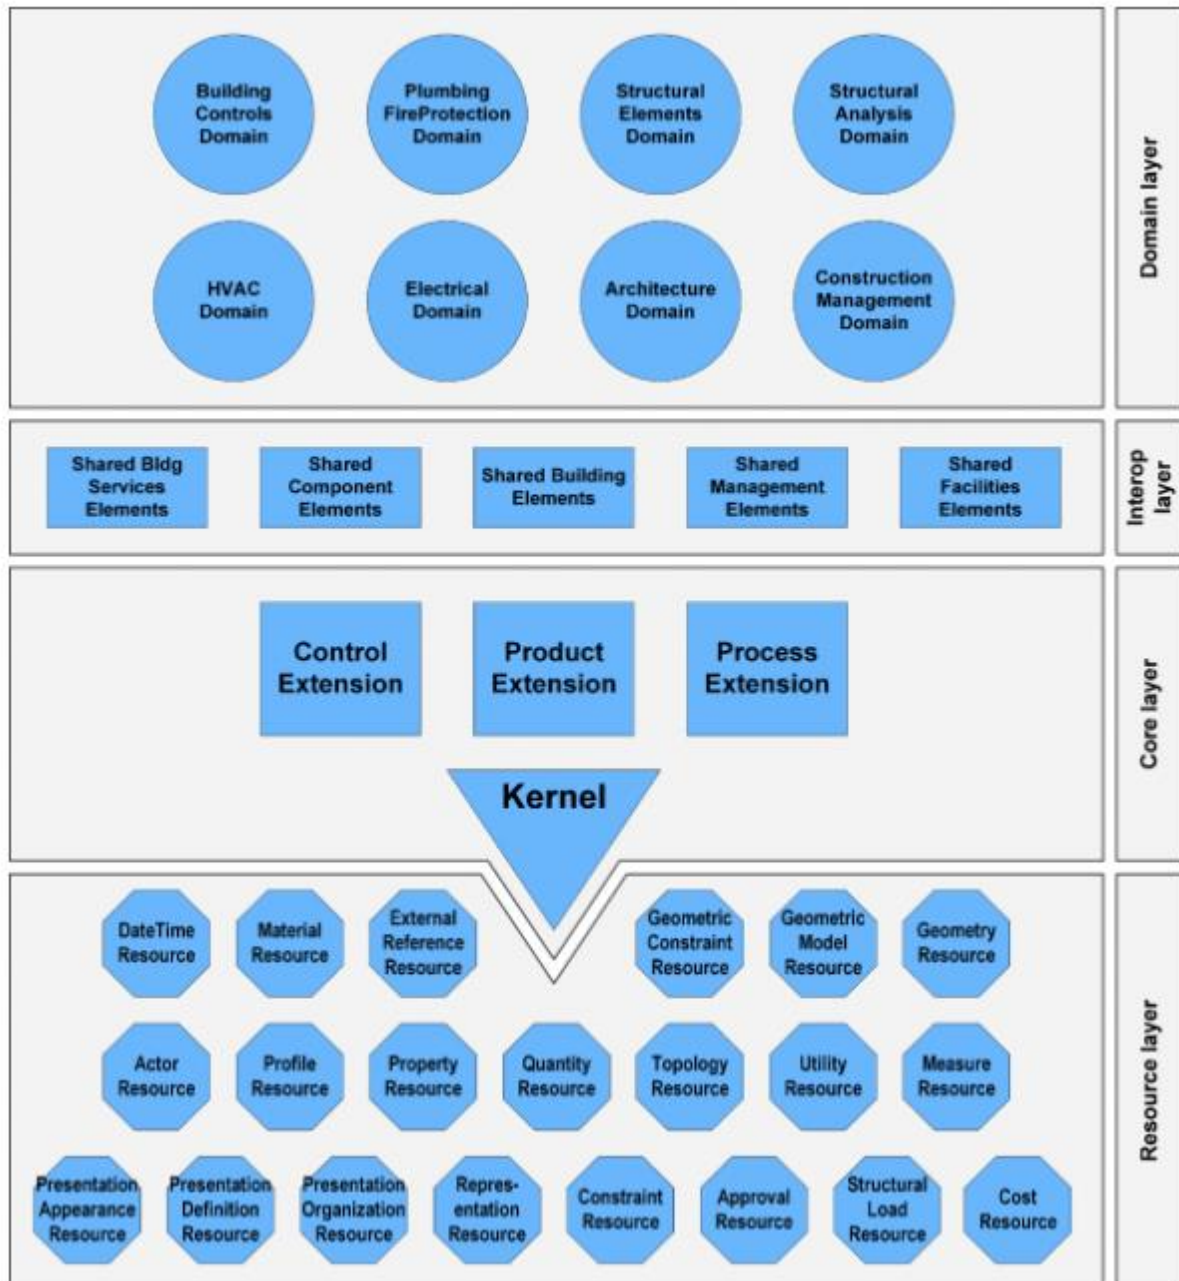 Building
Controls
Domain
Plumbing
FireProtection
Domain
Structural
Elements
Domain
Structural
Analysis
Domain
HVAC
Domain
Electrical
Domain
Architecture
Domain
Construction
Management
Domain
Domain layer
Shared Bldg
Services
Elements
Shared
Component
Elements
Shared Building
Elements
Shared
Management
Elements
Shared
Facilities
Elements
Interop
layer
Control
Extension
Product
Extension
Process
Extension
Kernel
Core layer
DateTime
Resource
Material
Resource
External
Reference
Resource
Geometric
Constraint
Resource
Geometric
Model
Resource
Geometry
Resource
Actor
Resource
Profile
Resource
Property
Resource
Quantity
Resource
Topology
Resource
Utility
Resource
Measure
Resource
Presentation
Appearance
Resource
Presentation
Definition
Resource
Presentation
Organization
Resource
Repres-
entation
Resource
Constraint
Resource
Approval
Resource
Structural
Load
Resource
Cost
Resource
Resource layer